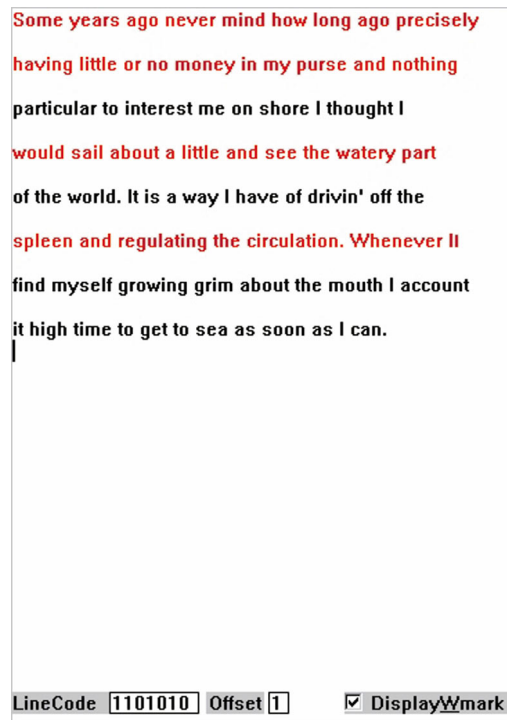 Some years ago never mind how long ago precisely
having little or no money in my purse and nothing
particular to interest me on shore I thought I
would sail about a little and see the watery part
of the world. It is a way I have of drivin' off the
spleen and regulating the circulation. Whenever II
find myself growing grim about the mouth I account
it high time to get to sea as soon as I can.
LineCode 1101010 Offset 1 DisplayWmark